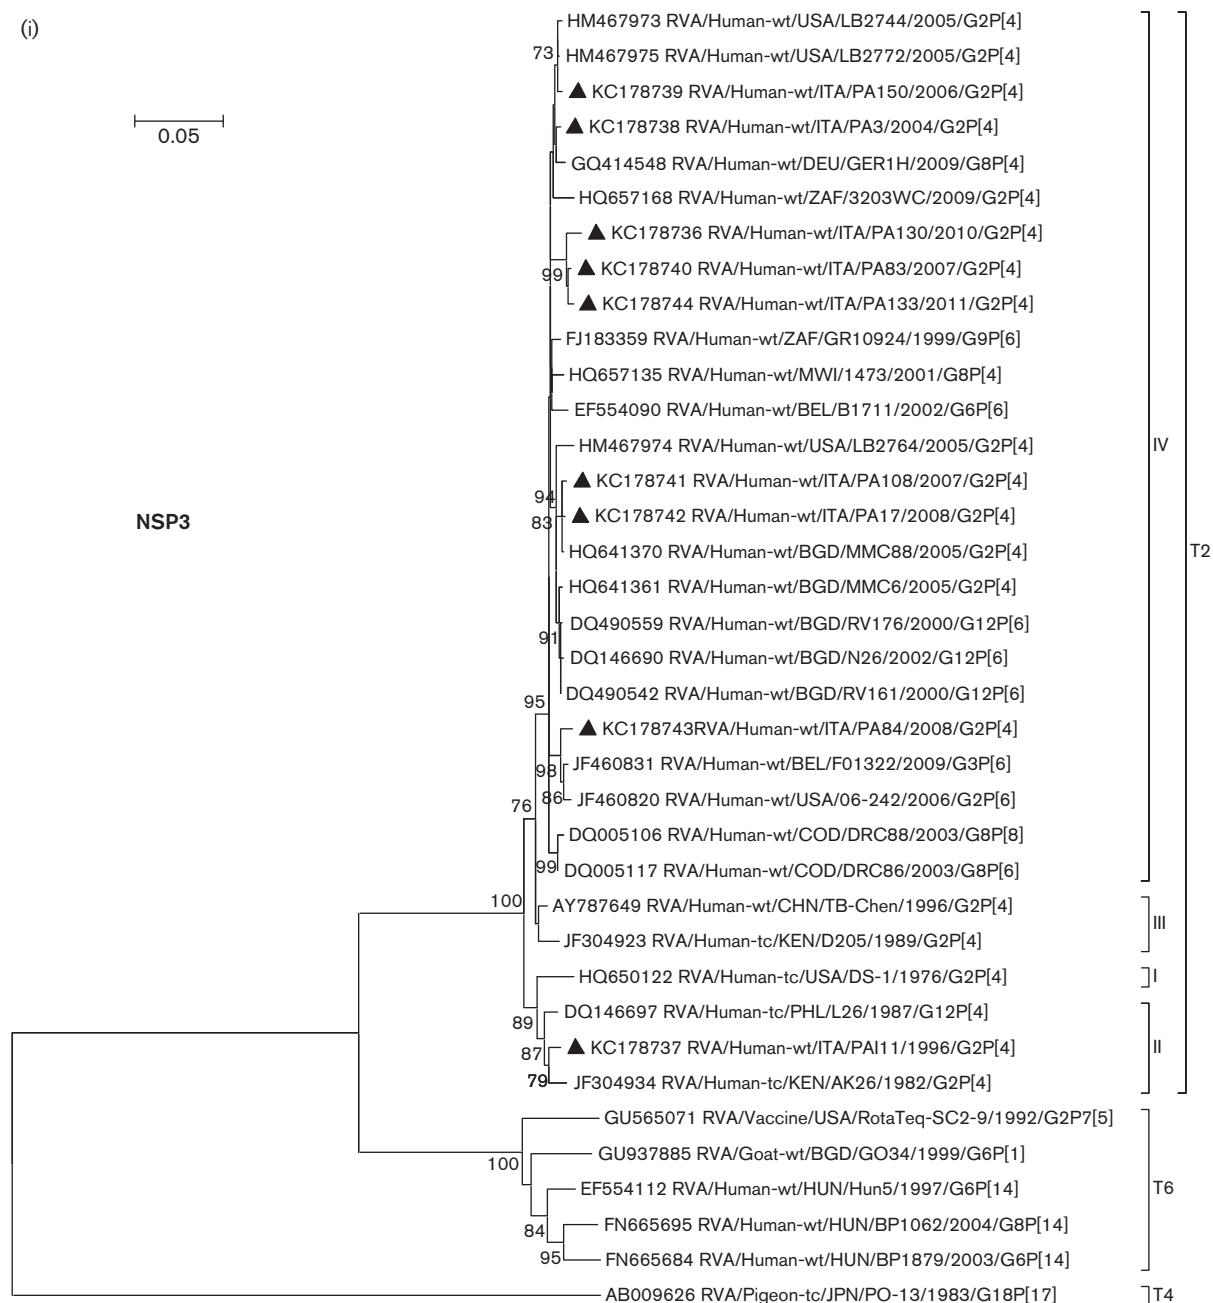 (i)
HM467973 RVA/Human-wt/USA/LB2744/2005/G2P[4]
73
HM467975 RVA/Human-wt/USA/LB2772/2005/G2P[4]
KC178739 RVA/Human-wt/ITA/PA150/2006/G2P[4]
0.05
KC178738 RVA/Human-wt/ITA/PA3/2004/G2P[4]
GQ414548 RVA/Human-wt/DEU/GER1H/2009/G8P[4]
HQ657168 RVA/Human-wt/ZAF/3203WC/2009/G2P[4]
KC178736 RVA/Human-wt/ITA/PA130/2010/G2P[4]
99
KC178740 RVA/Human-wt/ITA/PA83/2007/G2P[4]
KC178744 RVA/Human-wt/ITA/PA133/2011/G2P[4]
FJ183359 RVA/Human-wt/ZAF/GR10924/1999/G9P[6]
HQ657135 RVA/Human-wt/MWI/1473/2001/G8P[4]
EF554090 RVA/Human-wt/BEL/B1711/2002/G6P[6]
HM467974 RVA/Human-wt/USA/LB2764/2005/G2P[4]
IV
KC178741 RVA/Human-wt/ITA/PA108/2007/G2P[4]
94
83
NSP3
KC178742 RVA/Human-wt/ITA/PA17/2008/G2P[4]
HQ641370 RVA/Human-wt/BGD/MMC88/2005/G2P[4]
T2
HQ641361 RVA/Human-wt/BGD/MMC6/2005/G2P[4]
DQ490559 RVA/Human-wt/BGD/RV176/2000/G12P[6]
91
DQ146690 RVA/Human-wt/BGD/N26/2002/G12P[6]
DQ490542 RVA/Human-wt/BGD/RV161/2000/G12P[6]
95
KC178743RVA/Human-wt/ITA/PA84/2008/G2P[4]
98
JF460831 RVA/Human-wt/BEL/F01322/2009/G3P[6]
86
JF460820 RVA/Human-wt/USA/06-242/2006/G2P[6]
76
DQ005106 RVA/Human-wt/COD/DRC88/2003/G8P[8]
99
DQ005117 RVA/Human-wt/COD/DRC86/2003/G8P[6]
100
AY787649 RVA/Human-wt/CHN/TB-Chen/1996/G2P[4]
III
JF304923 RVA/Human-tc/KEN/D205/1989/G2P[4]
HQ650122 RVA/Human-tc/USA/DS-1/1976/G2P[4]
I
DQ146697 RVA/Human-tc/PHL/L26/1987/G12P[4]
89
KC178737 RVA/Human-wt/ITA/PAI11/1996/G2P[4]
II
87
79
JF304934 RVA/Human-tc/KEN/AK26/1982/G2P[4]
GU565071 RVA/Vaccine/USA/RotaTeq-SC2-9/1992/G2P7[5]
GU937885 RVA/Goat-wt/BGD/GO34/1999/G6P[1]
100
EF554112 RVA/Human-wt/HUN/Hun5/1997/G6P[14]
T6
84
FN665695 RVA/Human-wt/HUN/BP1062/2004/G8P[14]
95
FN665684 RVA/Human-wt/HUN/BP1879/2003/G6P[14]
AB009626 RVA/Pigeon-tc/JPN/PO-13/1983/G18P[17]
T4